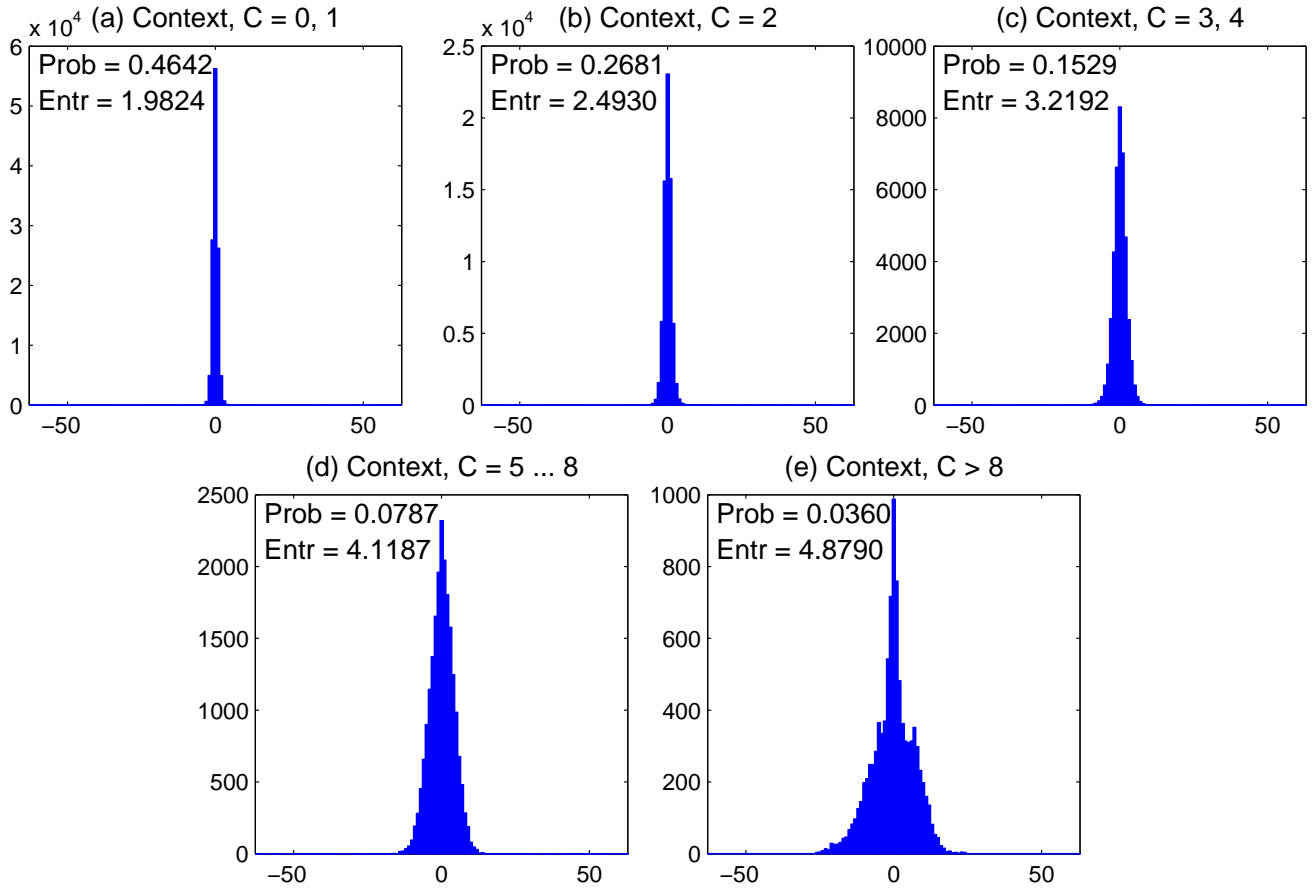 x 10^4 (a) Context, C = 0, 1
Prob = 0.4642
Entr = 1.9824
6
5
4
3
2
1
0
−50 0 50
x 10^4 (b) Context, C = 2
Prob = 0.2681
Entr = 2.4930
2.5
2
1.5
1
0.5
0
−50 0 50
(c) Context, C = 3, 4
Prob = 0.1529
Entr = 3.2192
10000
8000
6000
4000
2000
0
−50 0 50
(d) Context, C = 5 ... 8
Prob = 0.0787
Entr = 4.1187
2500
2000
1500
1000
500
0
−50 0 50
(e) Context, C > 8
Prob = 0.0360
Entr = 4.8790
1000
800
600
400
200
0
−50 0 50